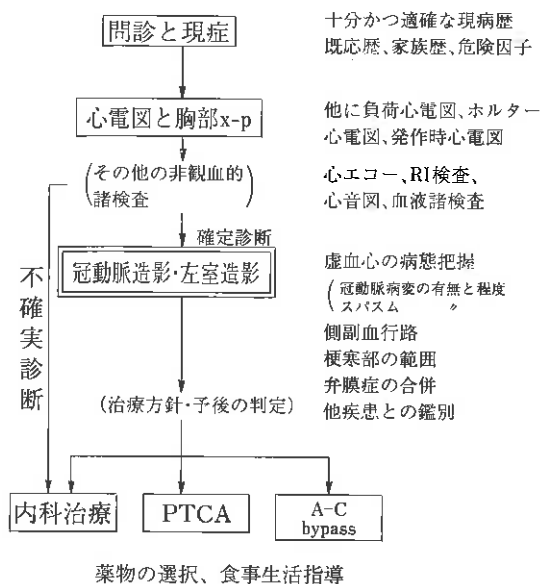 問診と現症
十分かつ適確な現病歴
既応歴、家族歴、危険因子
心電図と胸部x-p
他に負荷心電図、ホルター
心電図、発作時心電図
(その他の非観血的
諸検査)
心エコー、RI検査、
心音図、血液諸検査
確定診断
冠動脈造影・左室造影
虚血心の病態把握
(冠動脈病変の有無と程度
スパスム 〃
側副血行路
梗塞部の範囲
弁膜症の合併
他疾患との鑑別
不確実診断
(治療方針・予後の判定)
内科治療
PTCA
A-C
bypass
薬物の選択、食事生活指導